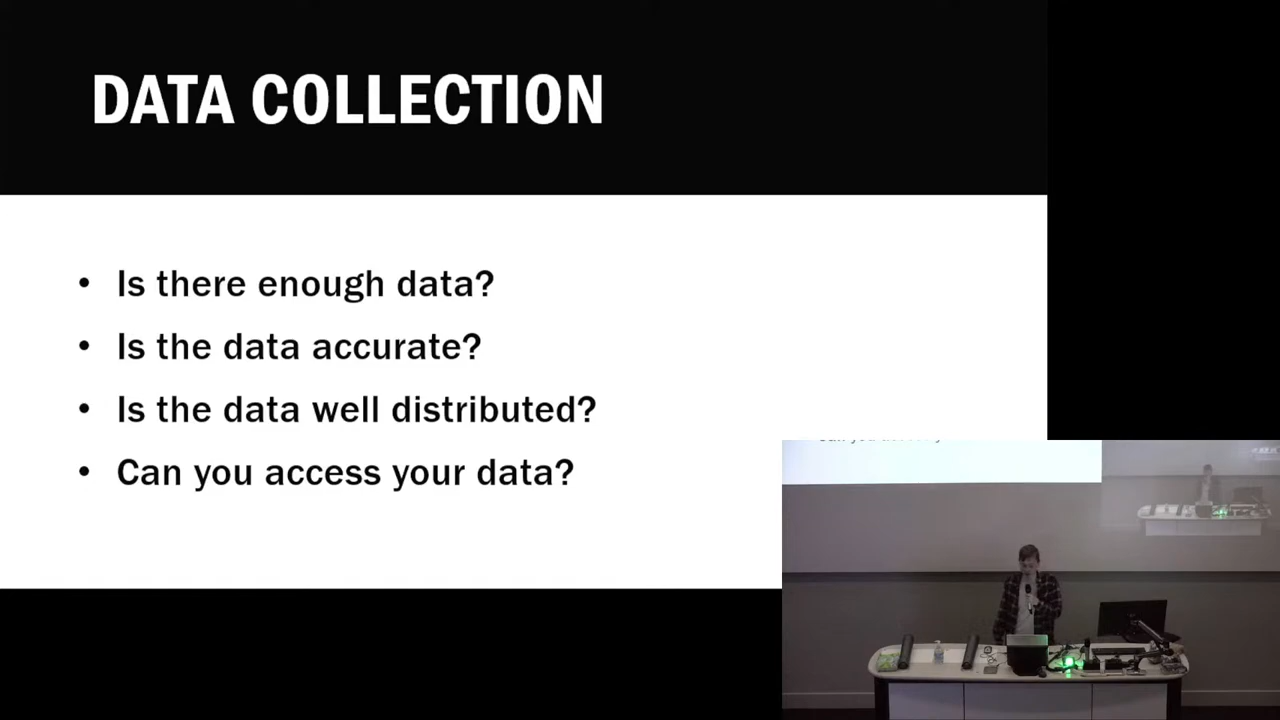 DATA COLLECTION
• Is there enough data?
• Is the data accurate?
• Is the data well distributed?
• Can you access your data?